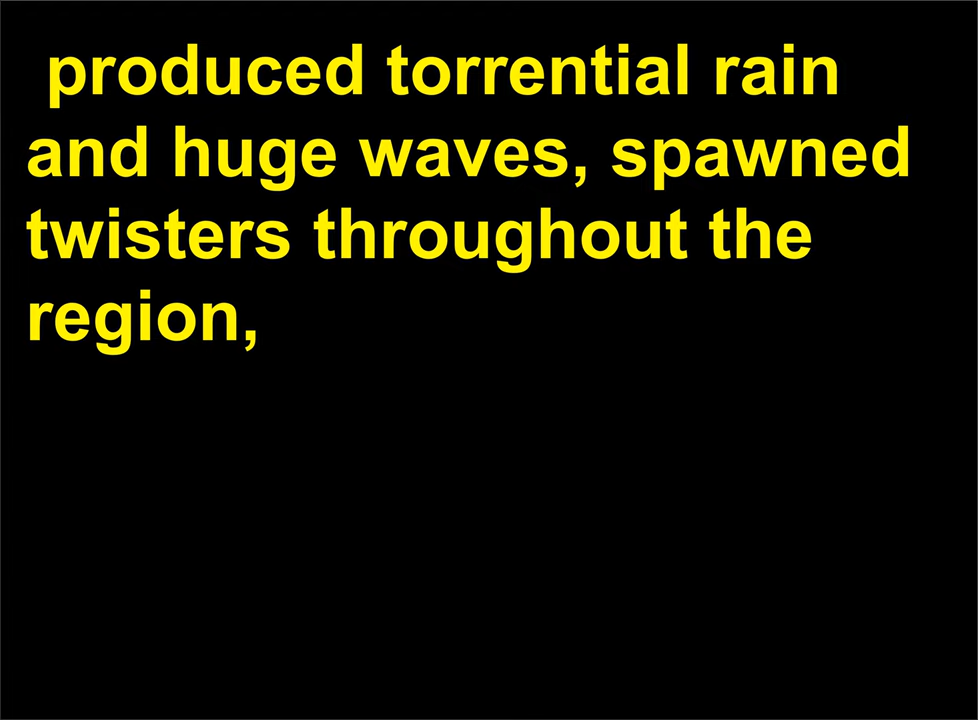 produced torrential rain
and huge waves, spawned
twisters throughout the
region,